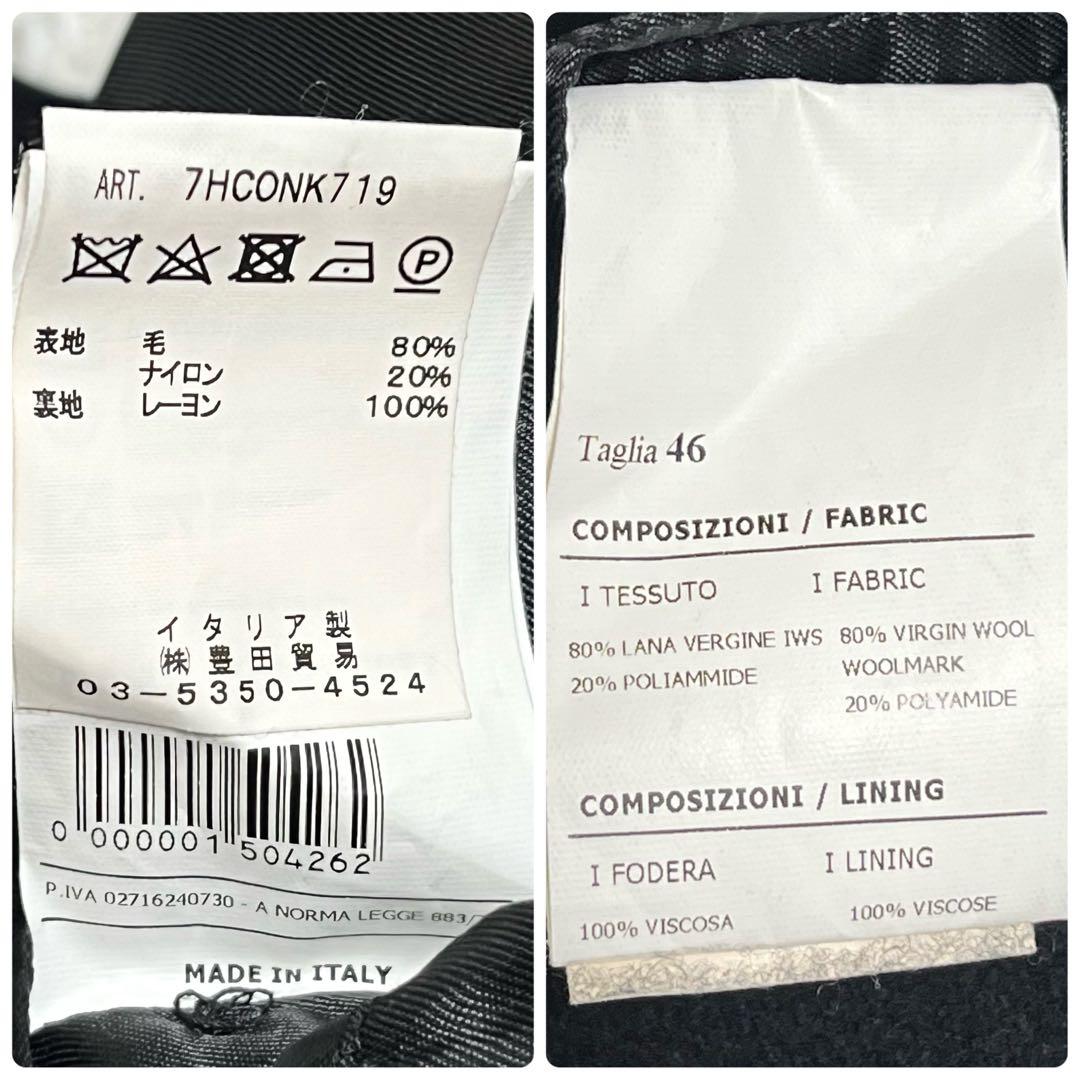 ART. 7HCONK719
P
表地 毛 80%
ナイロン 20%
裏地 レーヨン 100%
イタリア製
㈱豊田貿易
03-5350-4524
0 000001 504262
P.IVA 02716240730 - A NORMA LEGGE 883/
MADE IN ITALY
Taglia 46
COMPOSIZIONI / FABRIC
I TESSUTO I FABRIC
80% LANA VERGINE IWS 80% VIRGIN WOOL
WOOLMARK
20% POLIAMMIDE
20% POLYAMIDE
COMPOSIZIONI / LINING
I FODERA I LINING
100% VISCOSA 100% VISCOSE